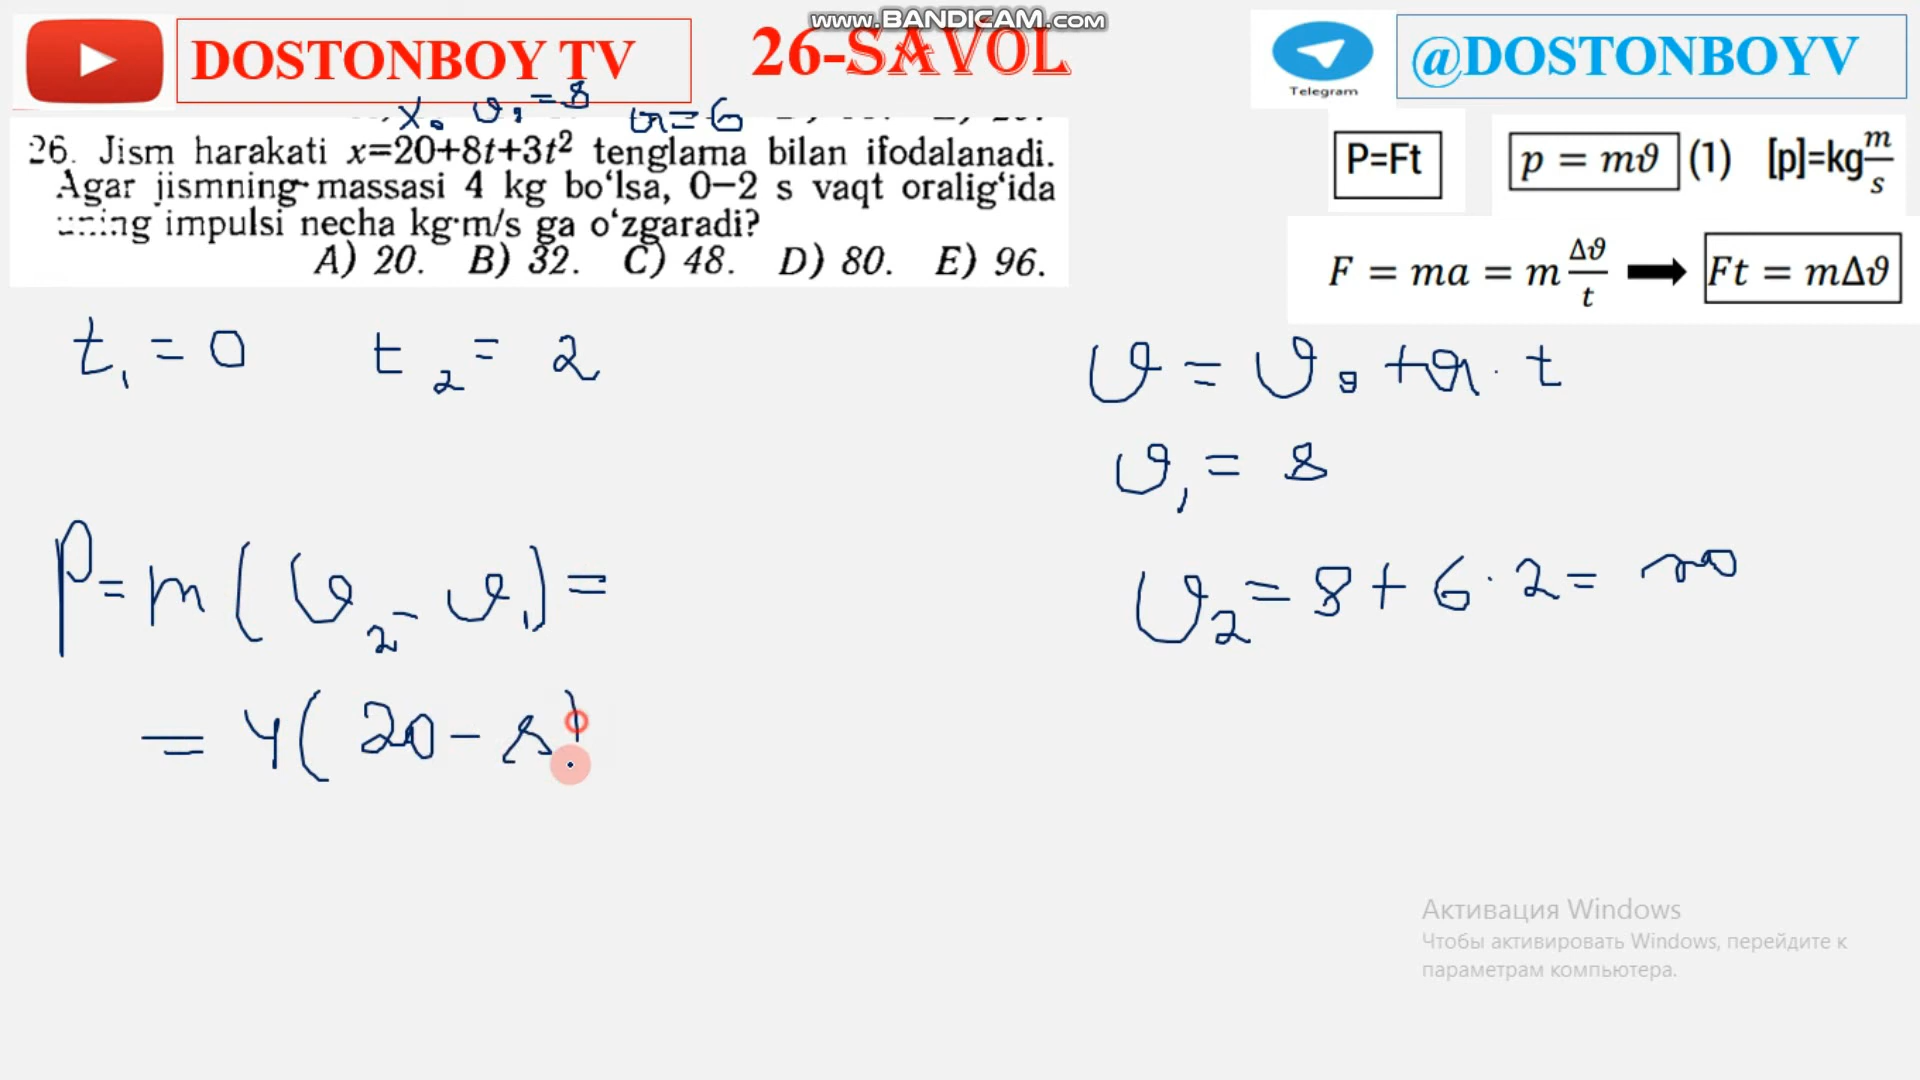 www.BANDICAM.com
DOSTONBOY TV
26-SAVOL
Telegram
@DOSTONBOYV
x₀ ϑ₁=8 a=6
26. Jism harakati x=20+8t+3t² tenglama bilan ifodalanadi.
Agar jismning massasi 4 kg bo‘lsa, 0–2 s vaqt oralig‘ida
uning impulsi necha kg·m/s ga o‘zgaradi?
A) 20. B) 32. C) 48. D) 80. E) 96.
P=Ft
p = mϑ (1) [p]=kg m/s
F = ma = m Δϑ/t ➡ Ft = mΔϑ
t₁ = 0 t₂ = 2
ϑ = ϑ₀ + a · t
ϑ₁ = 8
ϑ₂ = 8 + 6 · 2 = 20
P = m (ϑ₂ - ϑ₁) =
= 4 ( 20 - 8)
Активация Windows
Чтобы активировать Windows, перейдите к
параметрам компьютера.